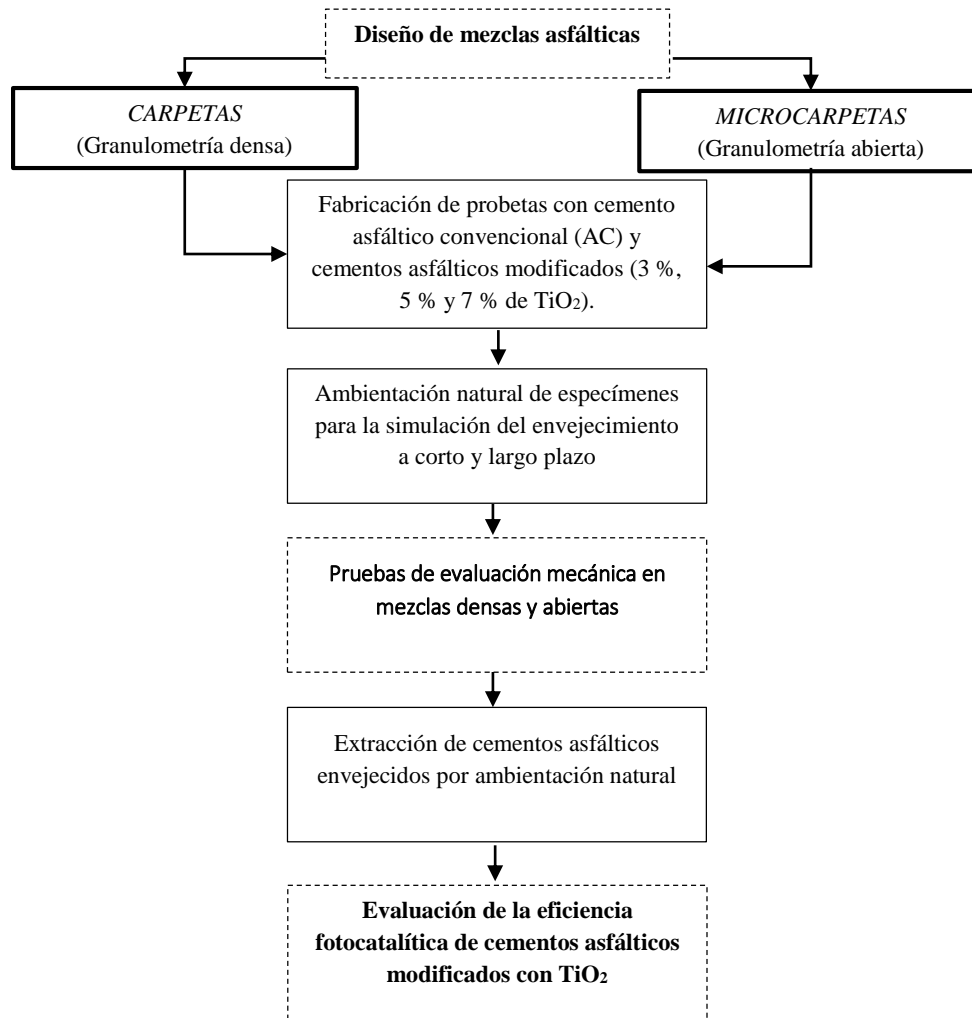 Diseño de mezclas asfálticas
CARPETAS
(Granulometría densa)
MICROCARPETAS
(Granulometría abierta)
Fabricación de probetas con cemento
asfáltico convencional (AC) y
cementos asfálticos modificados (3 %,
5 % y 7 % de TiO₂).
Ambientación natural de especímenes
para la simulación del envejecimiento
a corto y largo plazo
Pruebas de evaluación mecánica en
mezclas densas y abiertas
Extracción de cementos asfálticos
envejecidos por ambientación natural
Evaluación de la eficiencia
fotocatalítica de cementos asfálticos
modificados con TiO₂